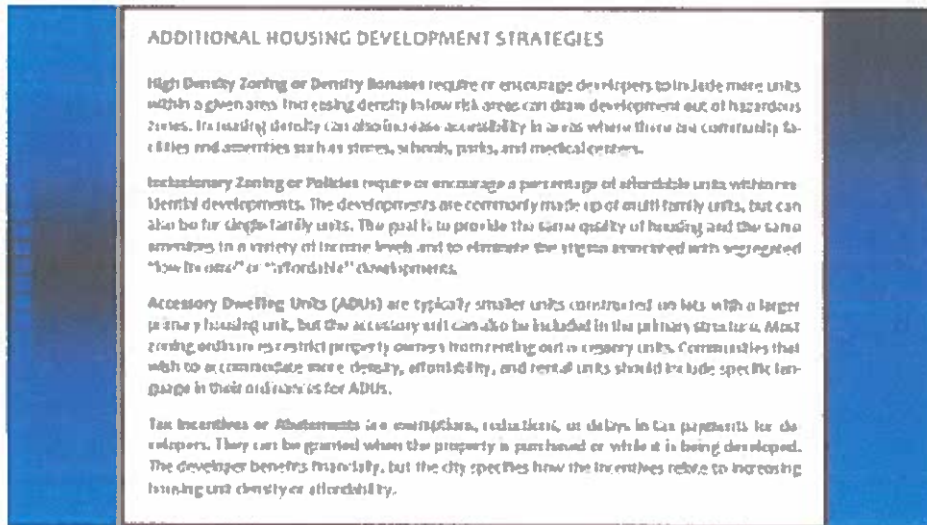 ADDITIONAL HOUSING DEVELOPMENT STRATEGIES
High Density Zoning or Density Bonuses require or encourage developers to include more units
within a given area. Increasing density in low risk areas can draw development out of hazardous
zones. Increasing density can also increase accessibility in areas where there are community fa-
cilities and amenities such as stores, schools, parks, and medical centers.
Inclusionary Zoning or Policies require or encourage a percentage of affordable units within res-
idential developments. The developments are commonly made up of multi family units, but can
also be for single family units. The goal is to provide the same quality of housing and the same
amenities to a variety of income levels and to eliminate the stigma associated with segregated
"low income" or "affordable" developments.
Accessory Dwelling Units (ADUs) are typically smaller units constructed on lots with a larger
primary housing unit, but the accessory unit can also be included in the primary structure. Most
zoning ordinances restrict property owners from renting out accessory units. Communities that
wish to accommodate more density, affordability, and rental units should include specific lan-
guage in their ordinances for ADUs.
Tax Incentives or Abatements are exemptions, reductions, or delays in tax payments for de-
velopers. They can be granted when the property is purchased or while it is being developed.
The developer benefits financially, but the city specifies how the incentives relate to increasing
housing unit density or affordability.